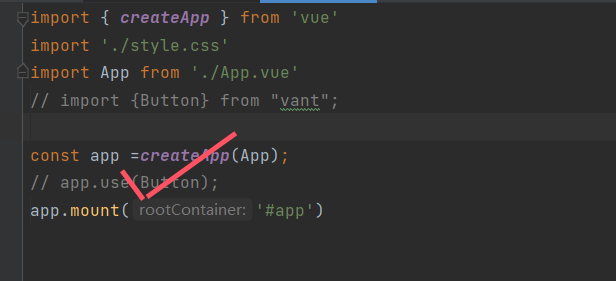 import { createApp } from 'vue'
import './style.css'
import App from './App.vue'
// import {Button} from "vant";
const app =createApp(App);
// app.use(Button);
app.mount( rootContainer: '#app')